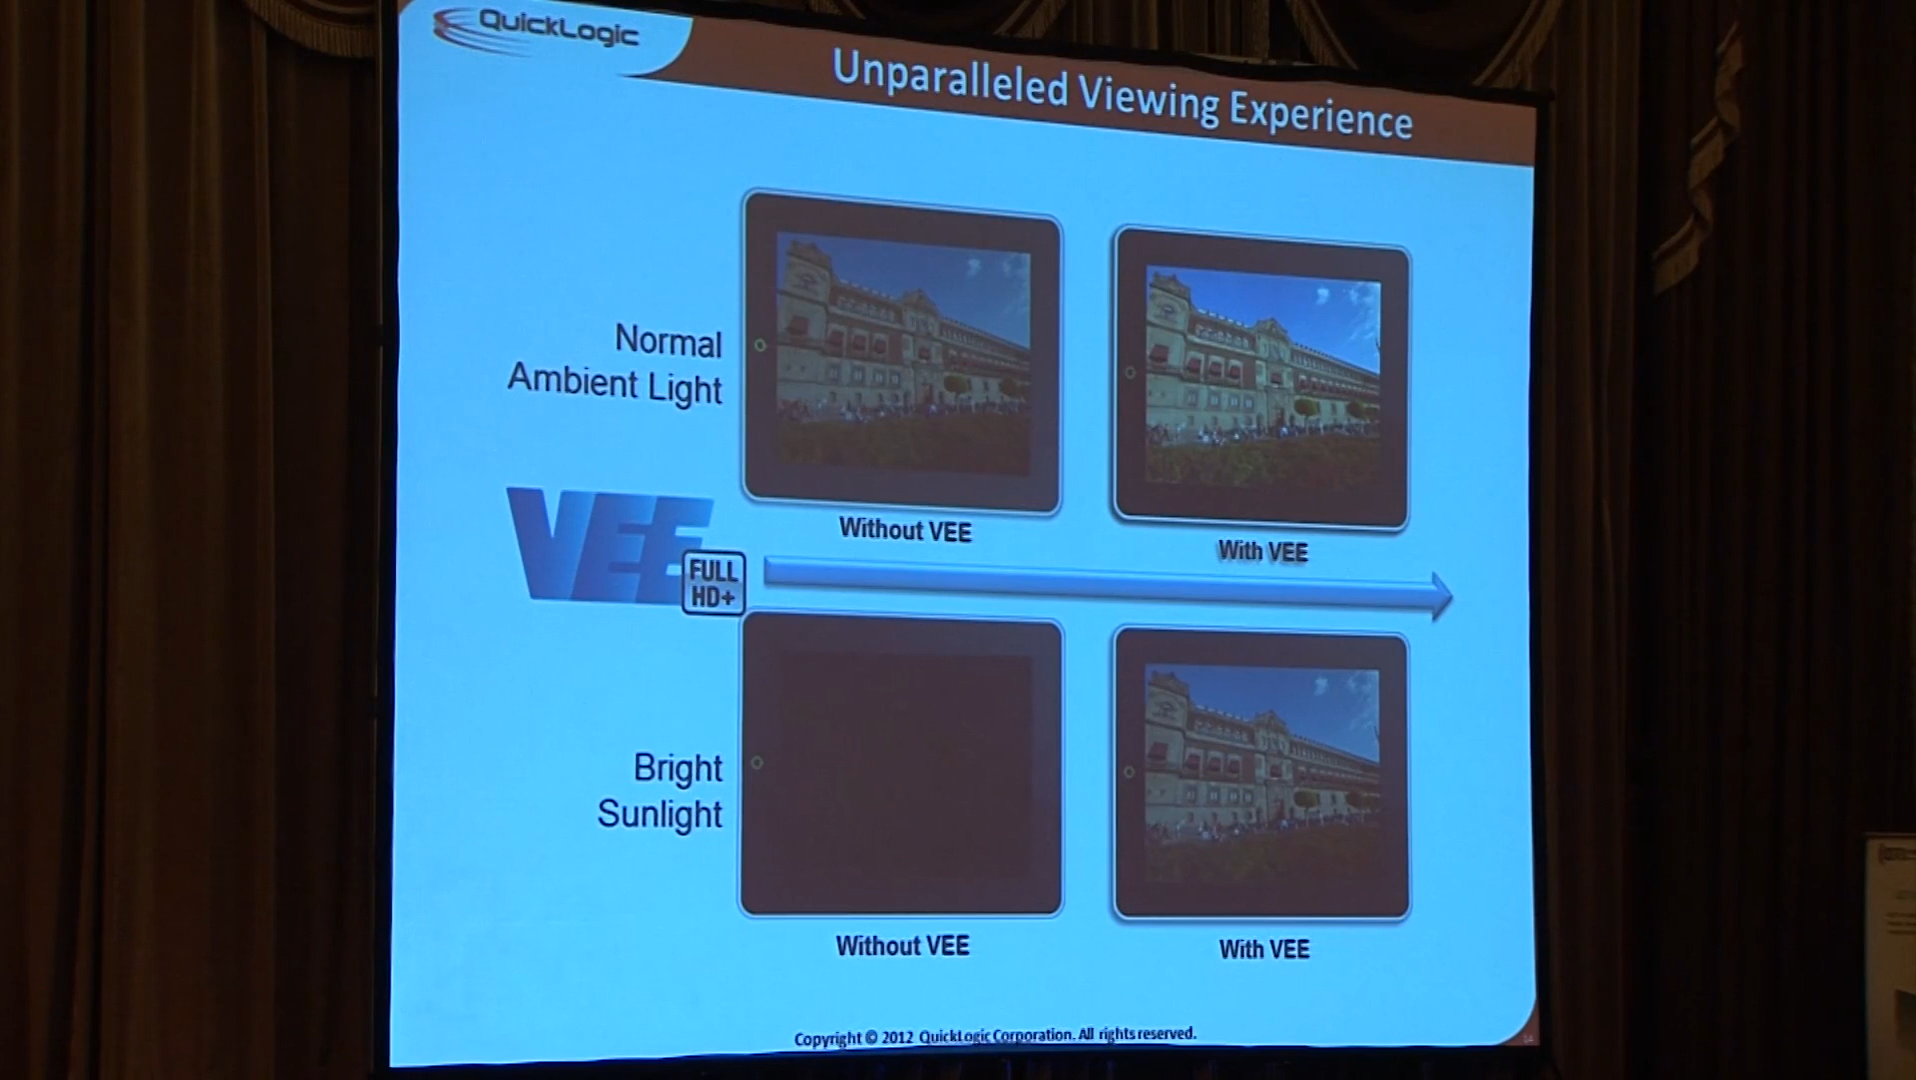 QuickLogic
Unparalleled Viewing Experience
Normal
Ambient Light
Without VEE
With VEE
VEE
FULL
HD+
Bright
Sunlight
Without VEE
With VEE
Copyright © 2012 QuickLogic Corporation. All rights reserved.